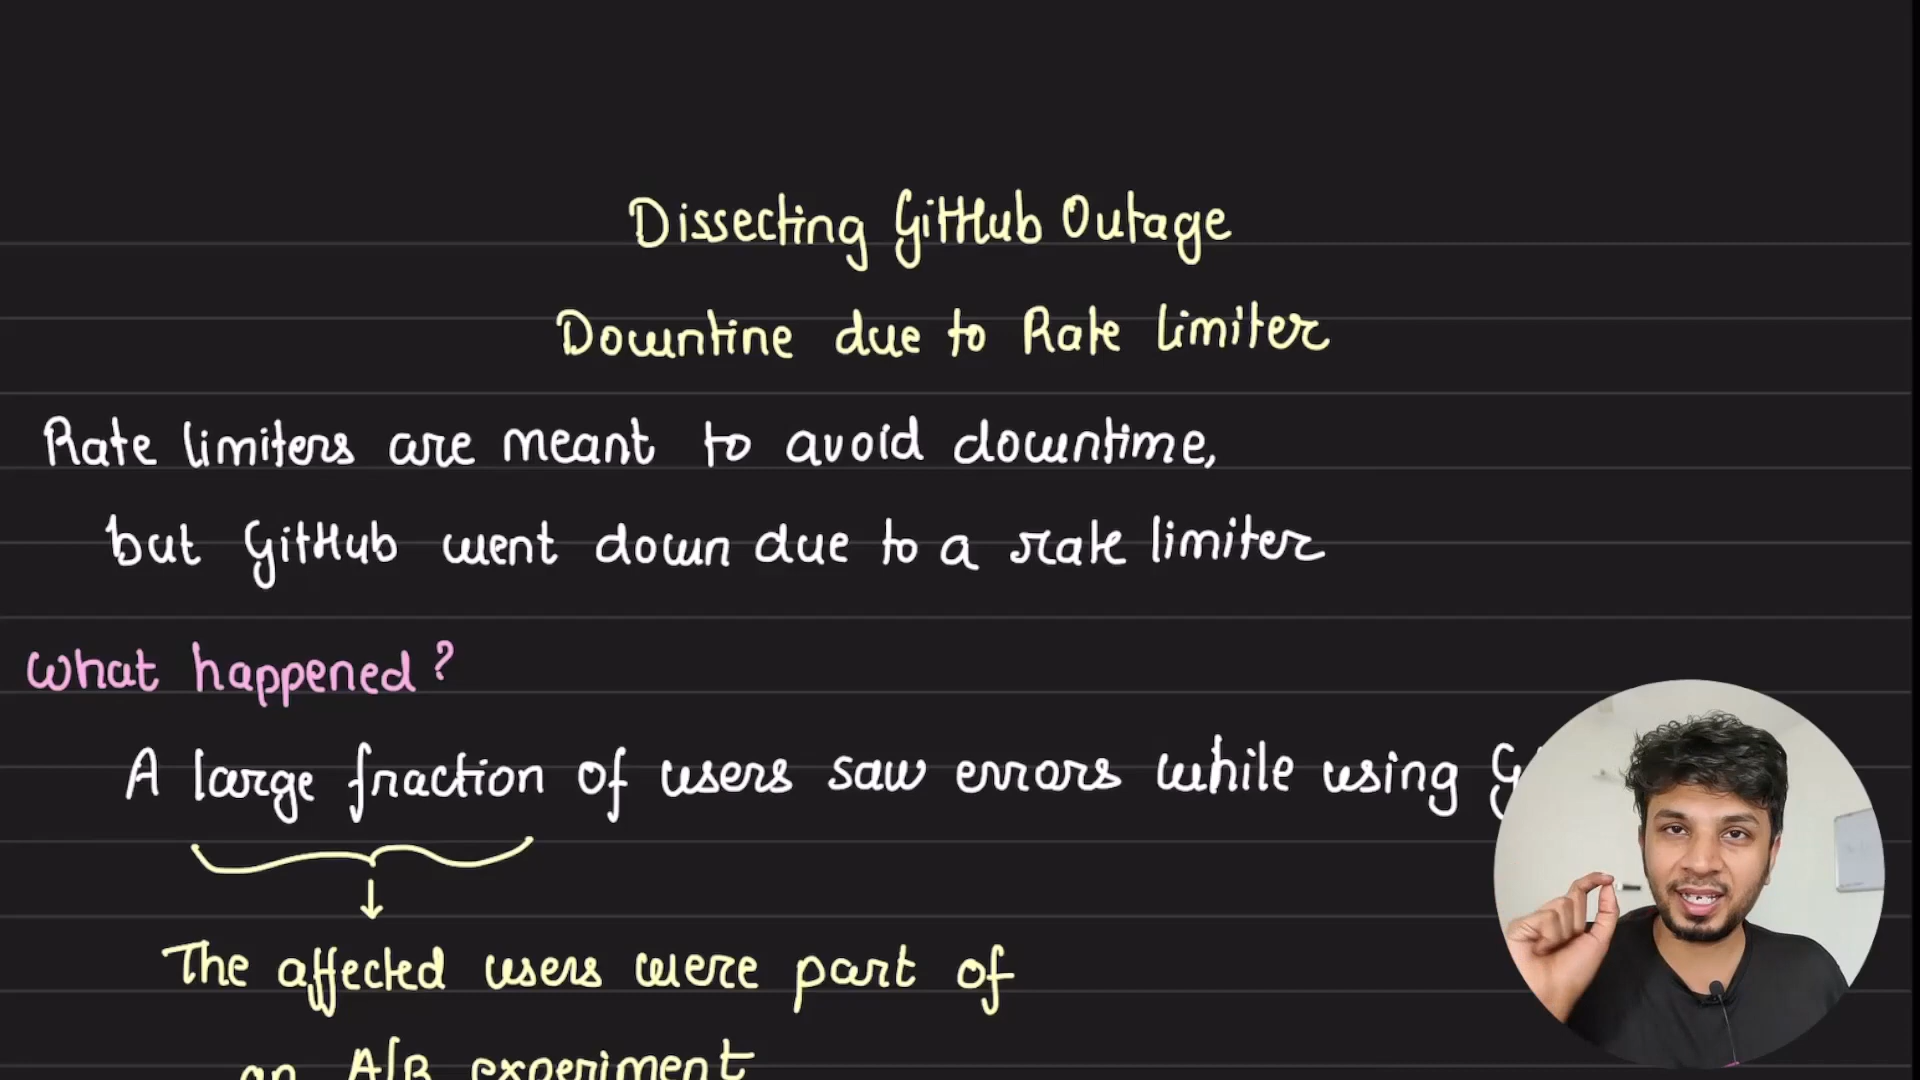 Dissecting GitHub Outage
Downtine due to Rate limiter
Rate limiters are meant to avoid downtime,
but GitHub went down due to a rate limiter
What happened?
A large fraction of users saw errors while using
The affected users were part of
an A/B experiment